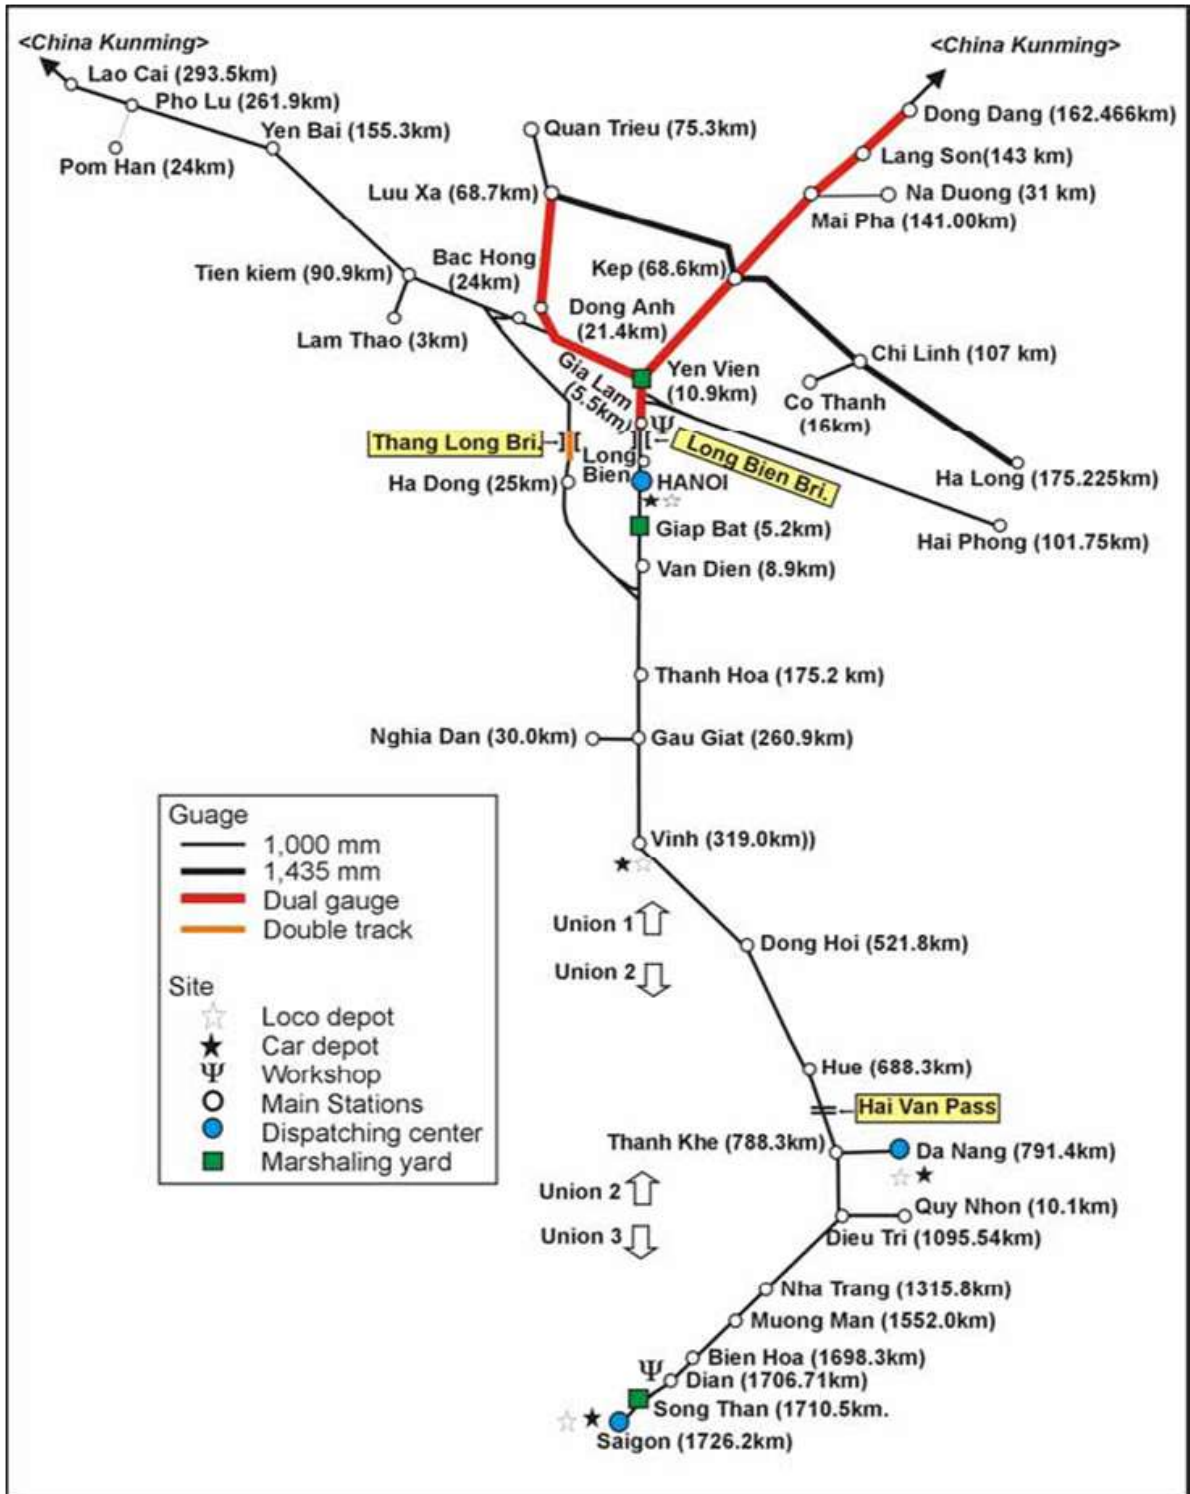 <China Kunming>
<China Kunming>
Lao Cai (293.5km)
Pho Lu (261.9km)
Yen Bai (155.3km)
Pom Han (24km)
Quan Trieu (75.3km)
Dong Dang (162.466km)
Lang Son(143 km)
Na Duong (31 km)
Mai Pha (141.00km)
Luu Xa (68.7km)
Bac Hong
(24km)
Kep (68.6km)
Tien kiem (90.9km)
Dong Anh
(21.4km)
Lam Thao (3km)
Chi Linh (107 km)
Gia Lam
(5.5km)
Yen Vien
(10.9km)
Co Thanh
(16km)
Ψ
Thang Long Bri.
Long
Bien
Long Bien Bri.
Ha Long (175.225km)
Ha Dong (25km)
HANOI
Giap Bat (5.2km)
Hai Phong (101.75km)
Van Dien (8.9km)
Thanh Hoa (175.2 km)
Nghia Dan (30.0km)
Gau Giat (260.9km)
Vinh (319.0km))
Guage
1,000 mm
1,435 mm
Dual gauge
Double track
Site
Loco depot
Car depot
Ψ Workshop
Main Stations
Dispatching center
Marshaling yard
Union 1
Union 2
Dong Hoi (521.8km)
Hue (688.3km)
Hai Van Pass
Thanh Khe (788.3km)
Da Nang (791.4km)
Union 2
Union 3
Quy Nhon (10.1km)
Dieu Tri (1095.54km)
Nha Trang (1315.8km)
Muong Man (1552.0km)
Bien Hoa (1698.3km)
Ψ
Dian (1706.71km)
Song Than (1710.5km.
Saigon (1726.2km)